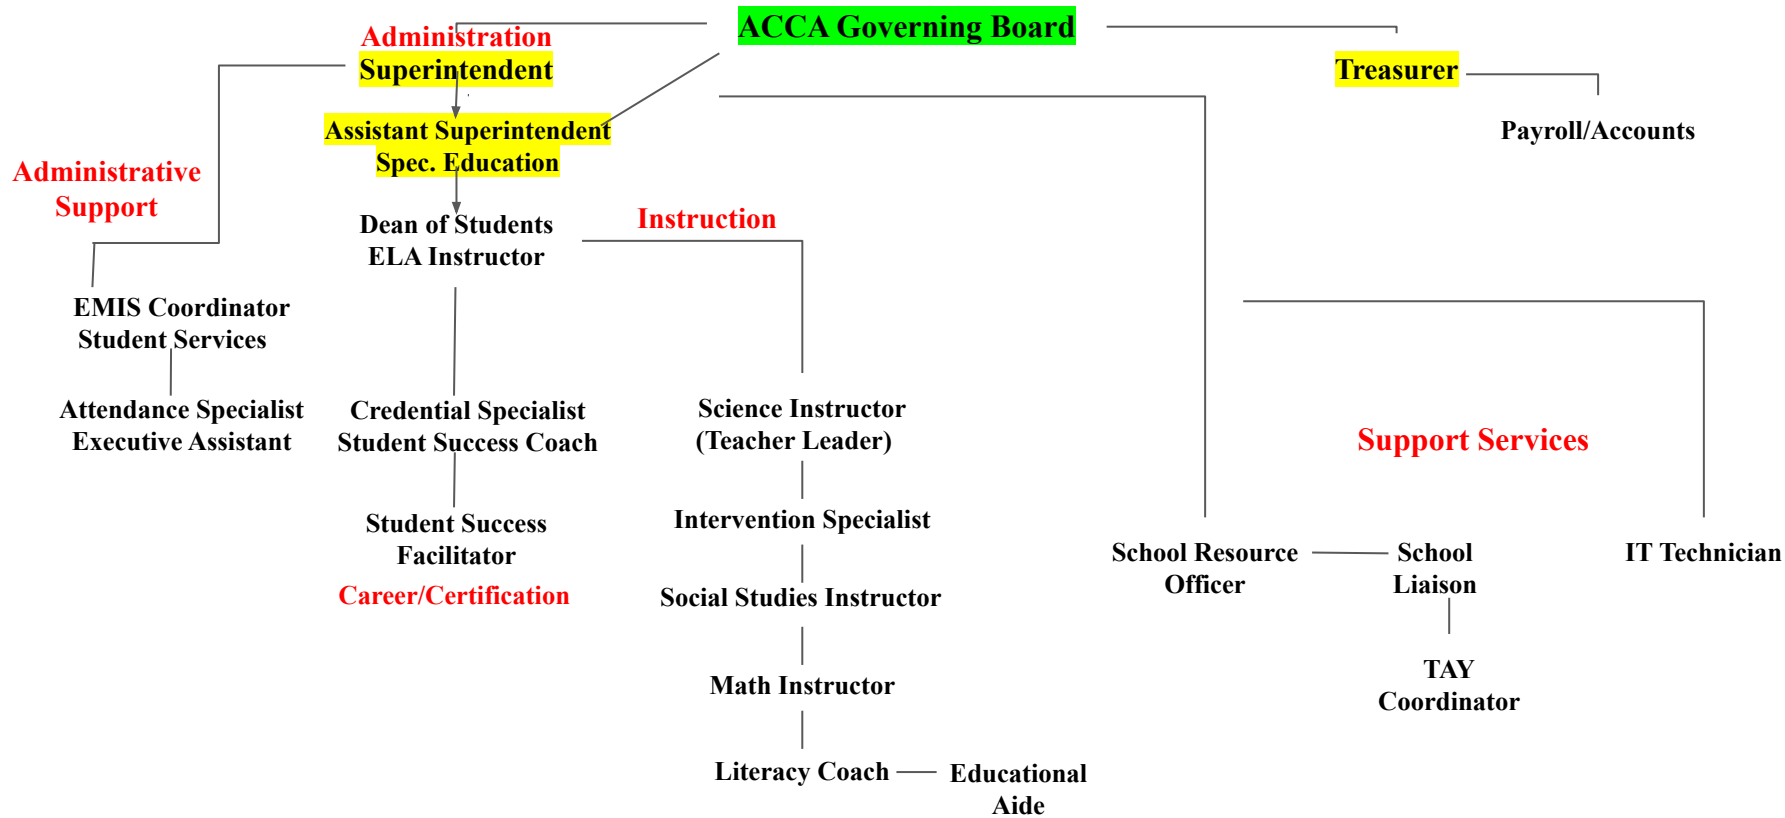 ACCA Governing Board
Administration
Superintendent
Treasurer
Assistant Superintendent
Spec. Education
Payroll/Accounts
Administrative
Support
Dean of Students
ELA Instructor
Instruction
EMIS Coordinator
Student Services
Attendance Specialist
Executive Assistant
Credential Specialist
Student Success Coach
Student Success
Facilitator
Career/Certification
Science Instructor
(Teacher Leader)
Intervention Specialist
Social Studies Instructor
Math Instructor
Literacy Coach
Educational
Aide
Support Services
School Resource
Officer
School
Liaison
IT Technician
TAY
Coordinator